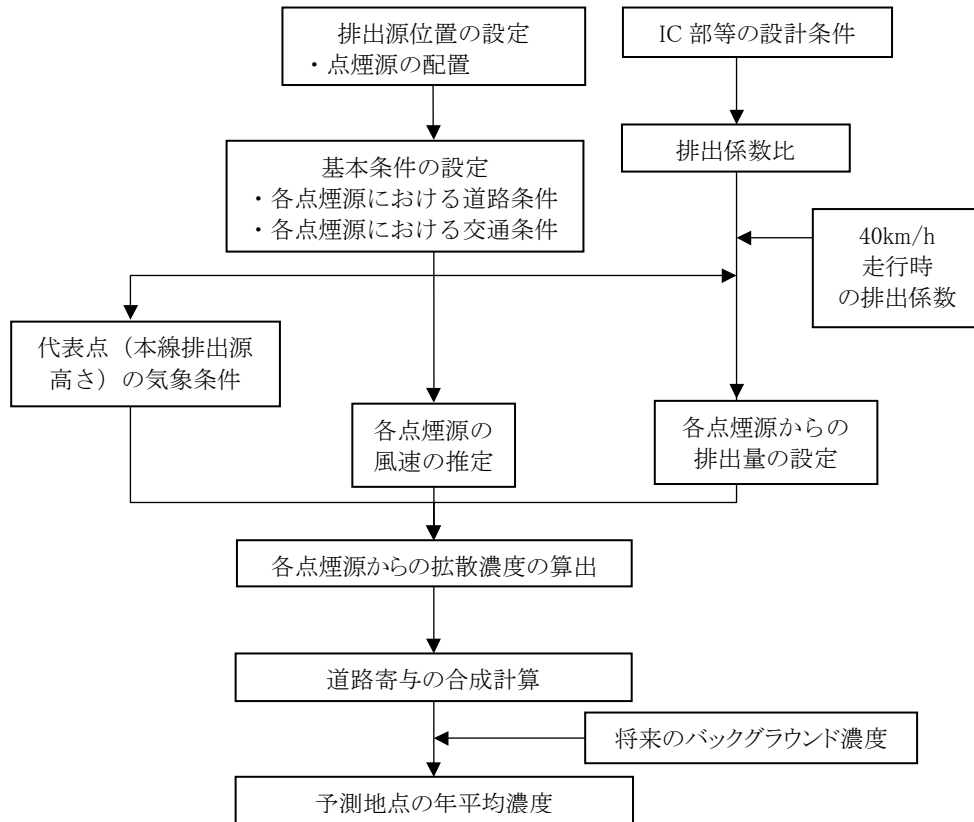 排出源位置の設定
・点煙源の配置
IC 部等の設計条件
基本条件の設定
・各点煙源における道路条件
・各点煙源における交通条件
排出係数比
40km/h
走行時
の排出係数
代表点（本線排出源
高さ）の気象条件
各点煙源の
風速の推定
各点煙源からの
排出量の設定
各点煙源からの拡散濃度の算出
道路寄与の合成計算
将来のバックグラウンド濃度
予測地点の年平均濃度